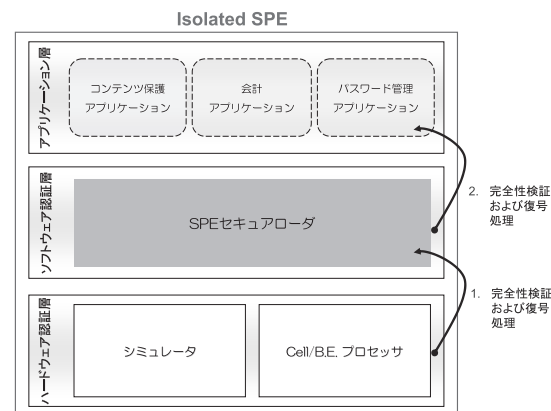 Isolated SPE
アプリケーション層
コンテンツ保護
アプリケーション
会計
アプリケーション
パスワード管理
アプリケーション
2. 完全性検証
および復号
処理
ソフトウェア認証層
SPEセキュアローダ
1. 完全性検証
および復号
処理
ハードウェア認証層
シミュレータ
Cell/B.E. プロセッサ